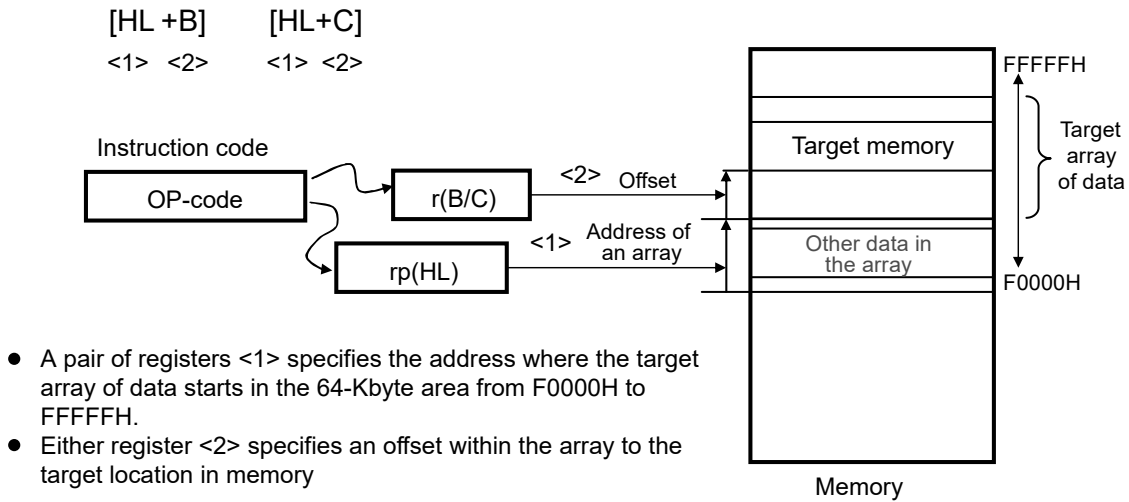 [HL +B] [HL+C]
<1> <2> <1> <2>
FFFFFH
Target
array
of data
Target memory
Instruction code
OP-code
r(B/C)
<2> Offset
<1> Address of
an array
rp(HL)
Other data in
the array
F0000H
● A pair of registers <1> specifies the address where the target
array of data starts in the 64-Kbyte area from F0000H to
FFFFFH.
● Either register <2> specifies an offset within the array to the
target location in memory
Memory